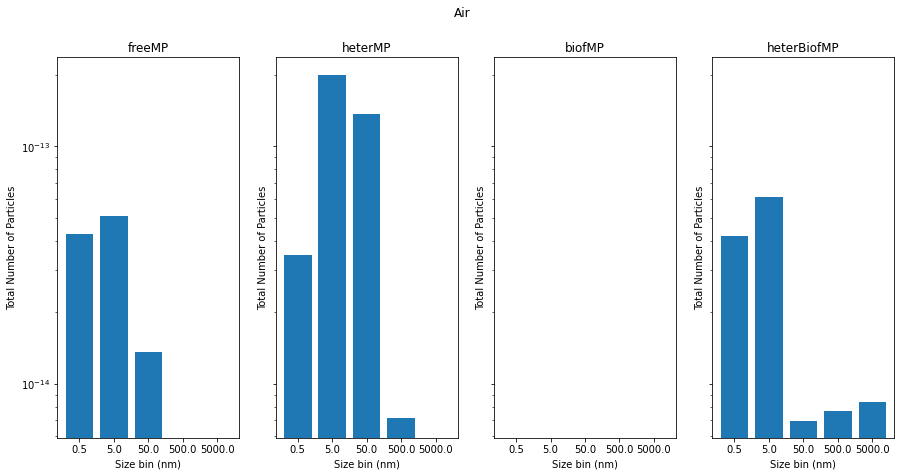 Air
freeMP
heterMP
biofMP
heterBiofMP
Total Number of Particles
10⁻¹³
10⁻¹⁴
0.5 5.0 50.0 500.0 5000.0
Size bin (nm)
Total Number of Particles
0.5 5.0 50.0 500.0 5000.0
Size bin (nm)
Total Number of Particles
0.5 5.0 50.0 500.0 5000.0
Size bin (nm)
Total Number of Particles
0.5 5.0 50.0 500.0 5000.0
Size bin (nm)